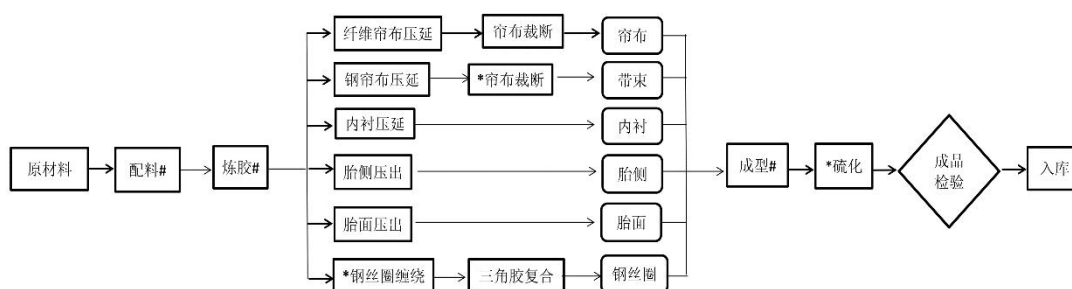 纤维帘布压延 帘布裁断 帘布
钢帘布压延 *帘布裁断 带束
内衬压延 内衬
原材料 配料# 炼胶# 胎侧压出 胎侧 成型# *硫化 成品 入库
检验
胎面压出 胎面
*钢丝圈缠绕 三角胶复合 钢丝圈